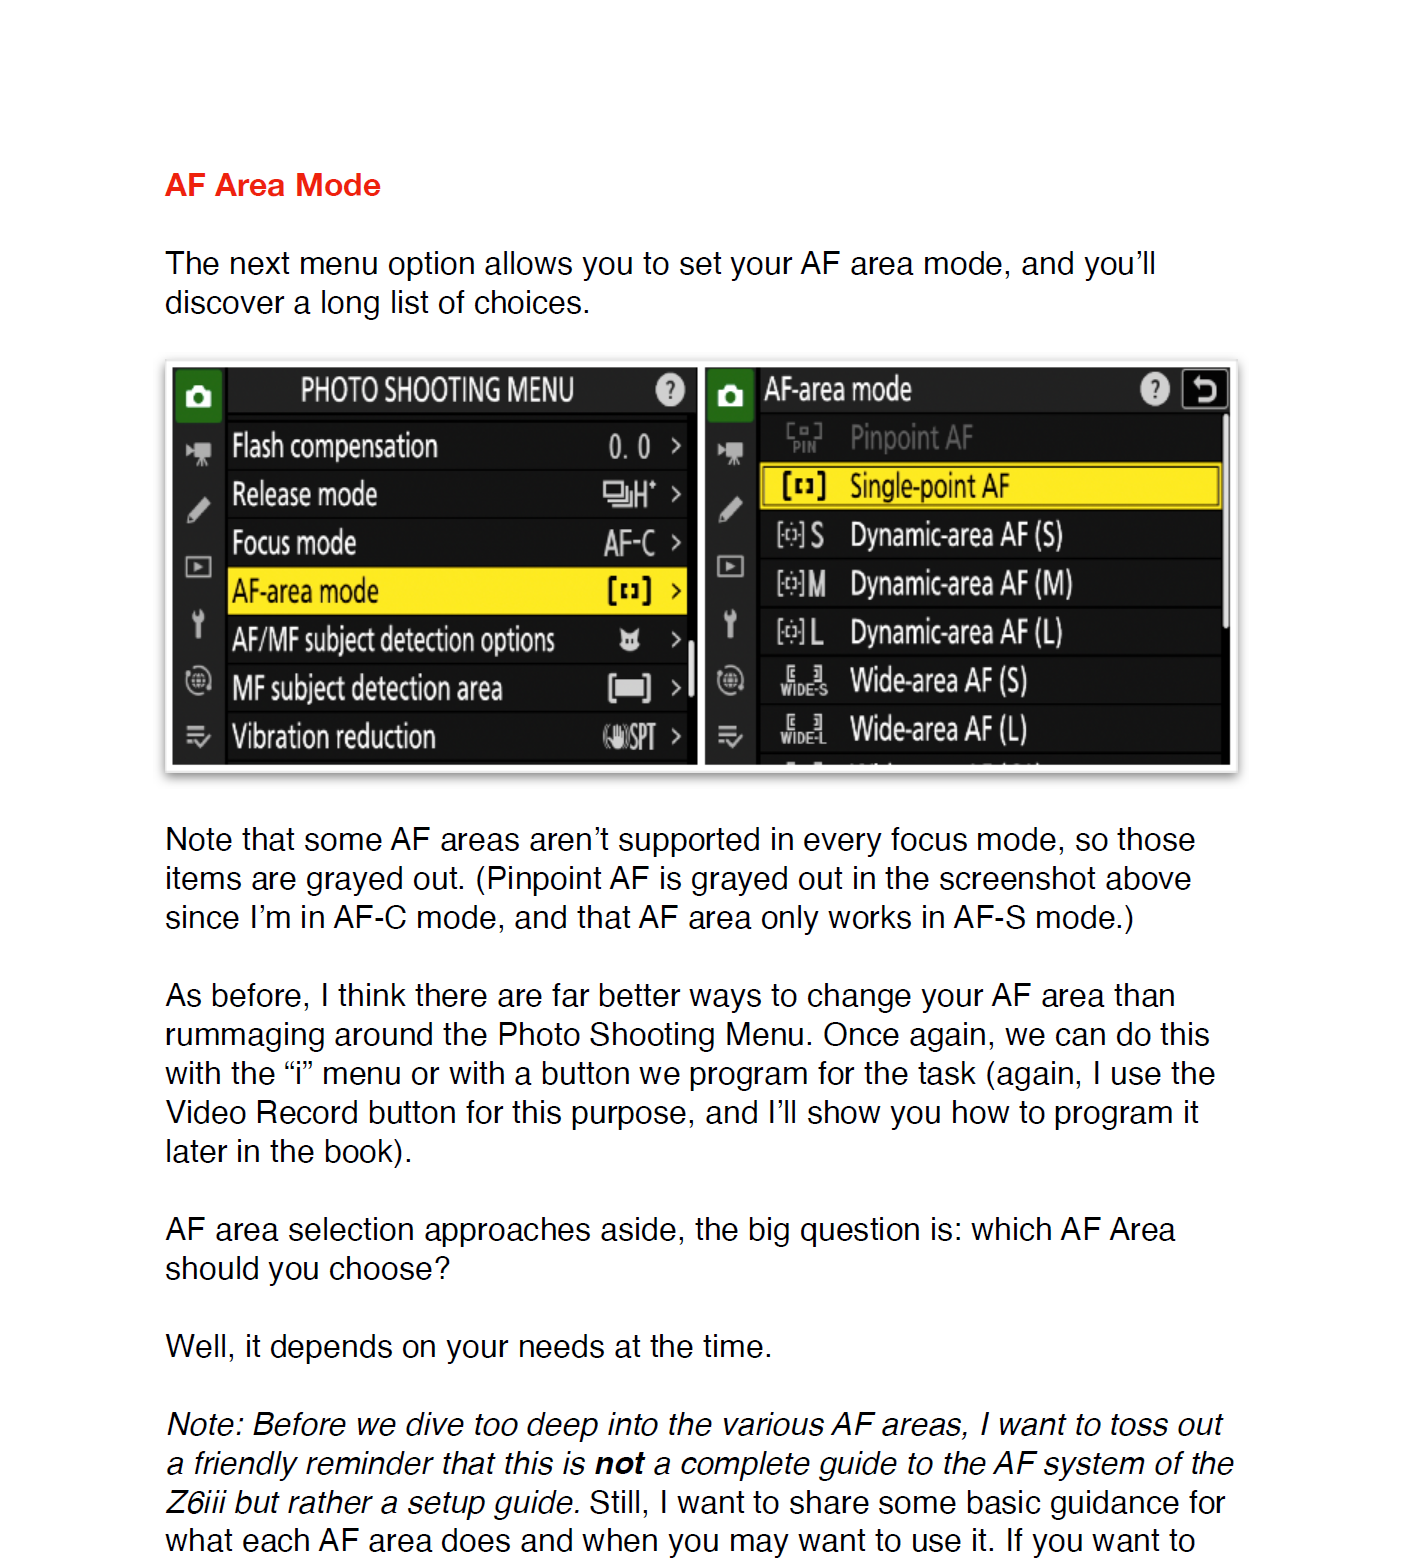 AF Area Mode
The next menu option allows you to set your AF area mode, and you’ll
discover a long list of choices.
PHOTO SHOOTING MENU ?
Flash compensation 0. 0 >
Release mode H+ >
Focus mode AF-C >
AF-area mode [ ] >
AF/MF subject detection options >
MF subject detection area >
Vibration reduction SPT >
AF-area mode ?
PIN Pinpoint AF
Single-point AF
S Dynamic-area AF (S)
M Dynamic-area AF (M)
L Dynamic-area AF (L)
WIDE-S Wide-area AF (S)
WIDE-L Wide-area AF (L)
Note that some AF areas aren’t supported in every focus mode, so those
items are grayed out. (Pinpoint AF is grayed out in the screenshot above
since I’m in AF-C mode, and that AF area only works in AF-S mode.)
As before, I think there are far better ways to change your AF area than
rummaging around the Photo Shooting Menu. Once again, we can do this
with the “i” menu or with a button we program for the task (again, I use the
Video Record button for this purpose, and I’ll show you how to program it
later in the book).
AF area selection approaches aside, the big question is: which AF Area
should you choose?
Well, it depends on your needs at the time.
Note: Before we dive too deep into the various AF areas, I want to toss out
a friendly reminder that this is not a complete guide to the AF system of the
Z6iii but rather a setup guide. Still, I want to share some basic guidance for
what each AF area does and when you may want to use it. If you want to